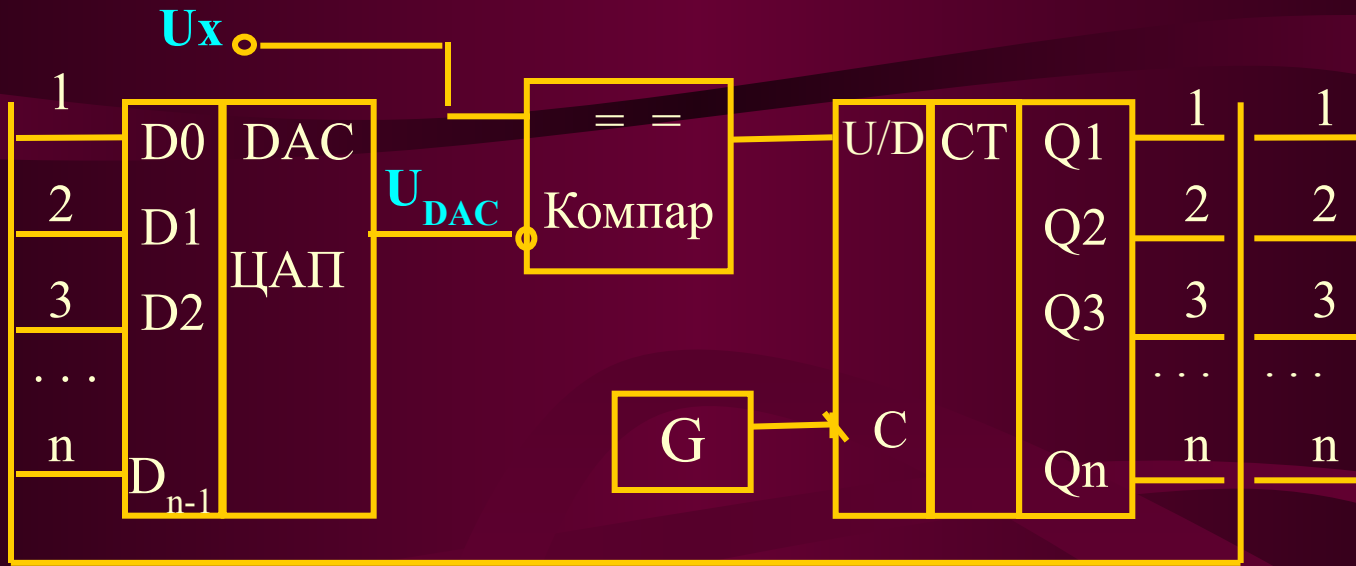 Ux
1
D0 DAC
= =
U/D CT Q1
1 1
2
D1
U DAC
Компар
Q2
2 2
ЦАП
3
D2
Q3
3 3
. . .
. . .
. . .
G
C
n
D n-1
Qn
n n